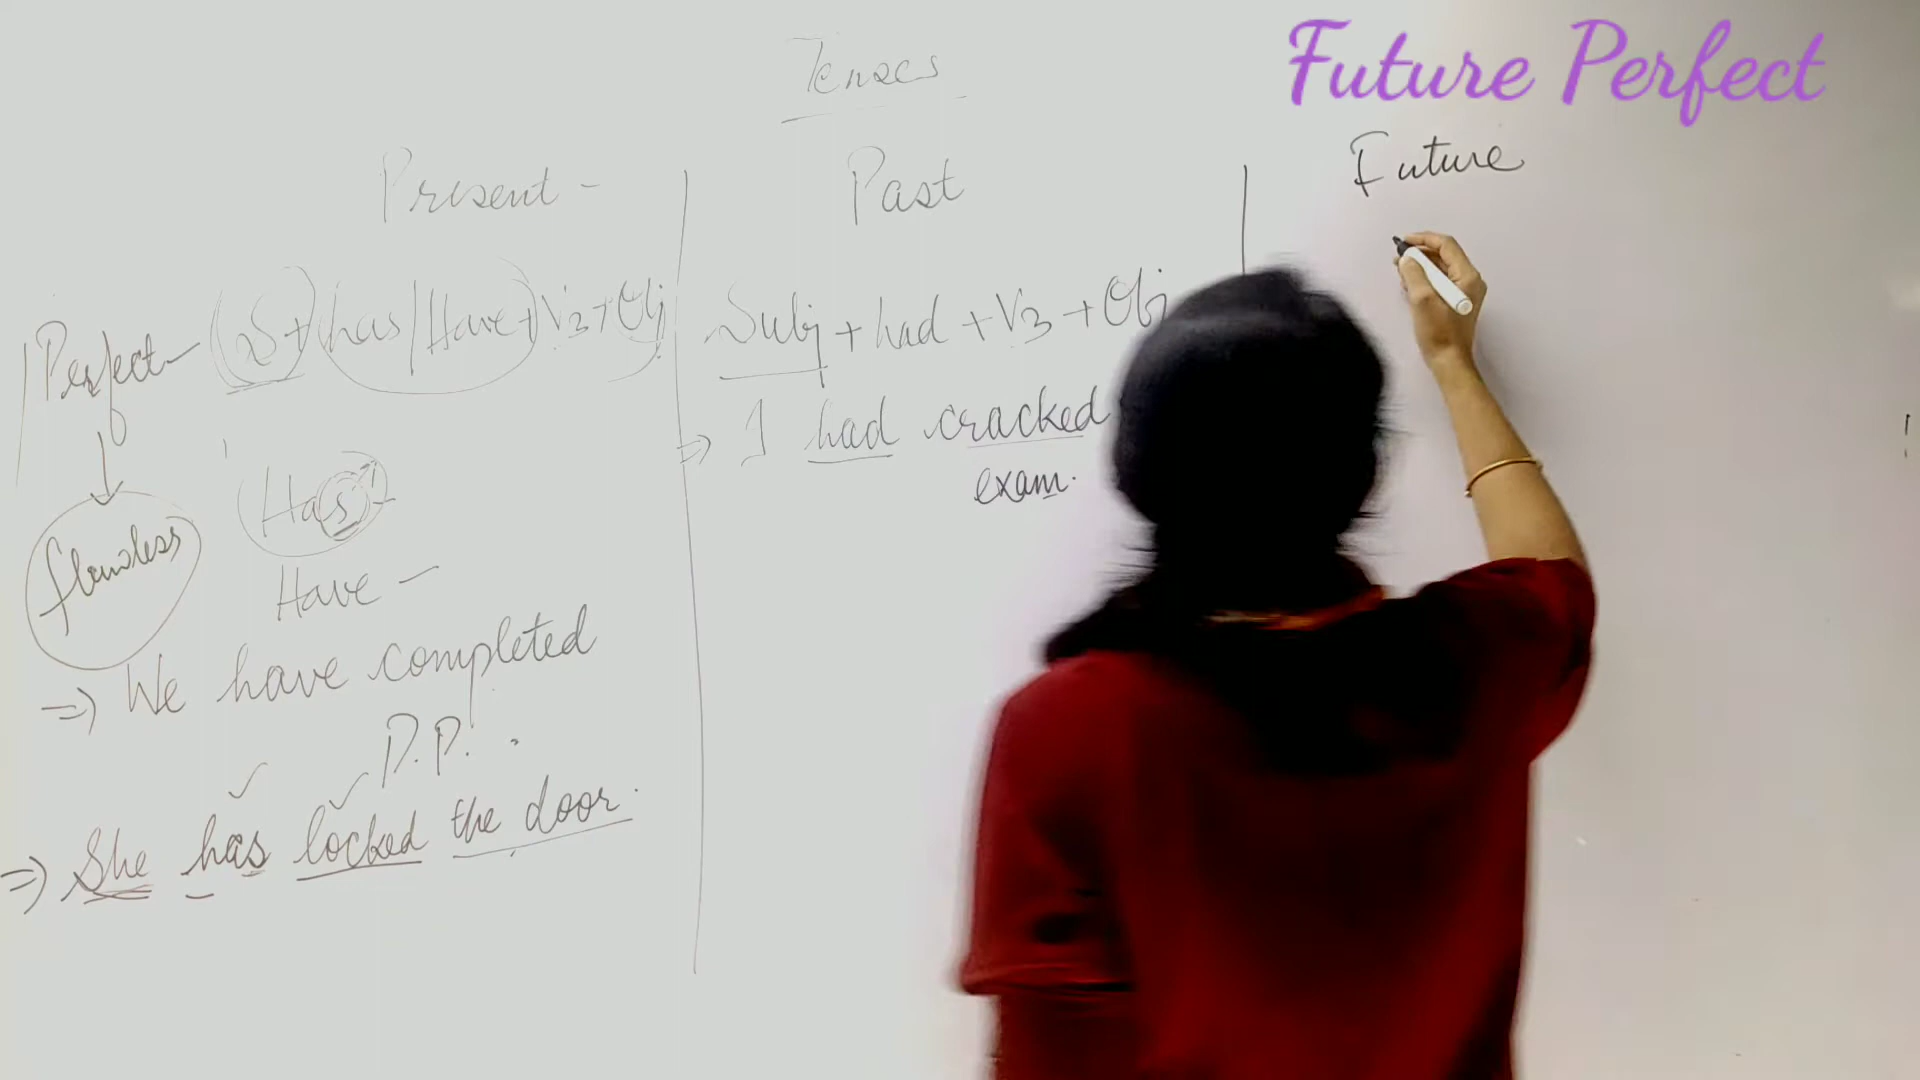 Future Perfect
Tenses
Present -
Past
Future
Perfect - S + has / Have + V3 + Obj
Subj + had + V3 + Obj
⇒ I had cracked
exam.
flawless
Has
Have -
⇒ We have completed
P.P.
⇒ She has locked the door.